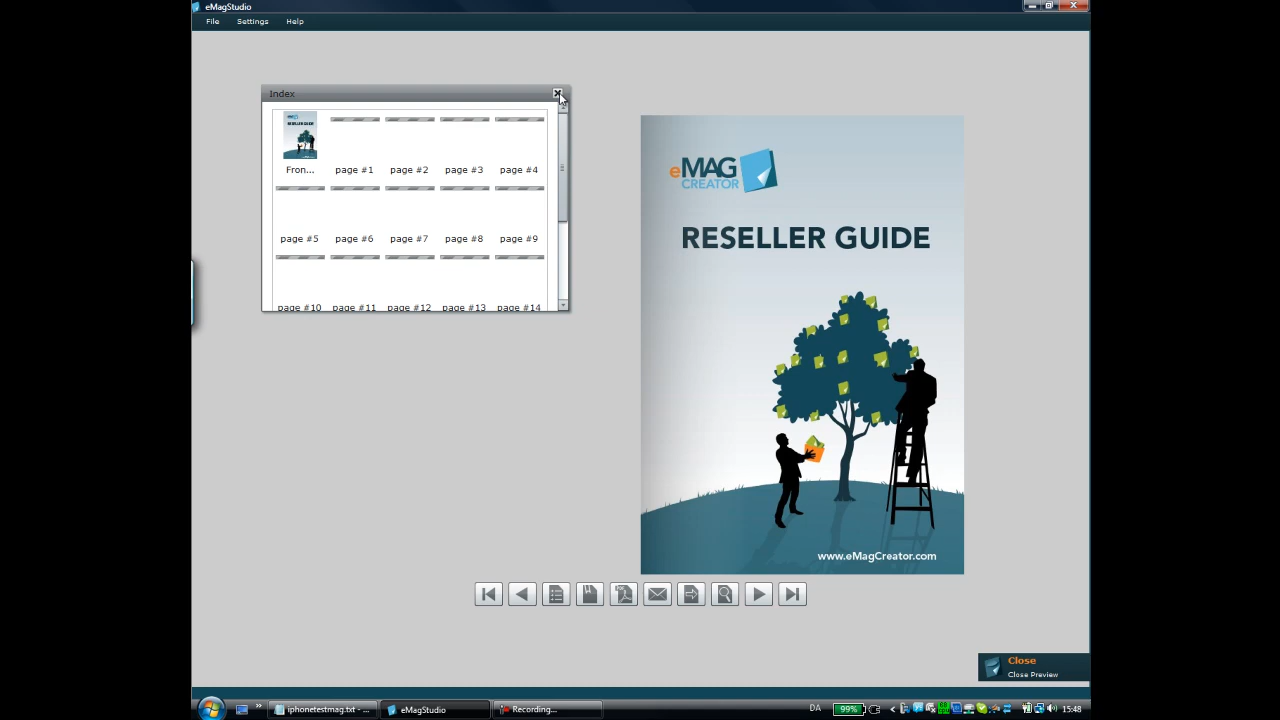 eMagStudio
File Settings Help
Index
RESELLER GUIDE
Fron... page #1 page #2 page #3 page #4
page #5 page #6 page #7 page #8 page #9
page #10 page #11 page #12 page #13 page #14
eMAG
CREATOR
RESELLER GUIDE
www.eMagCreator.com
Close
Close Preview
iphonetestmag.txt - ... eMagStudio Recording... DA 99% 15:48